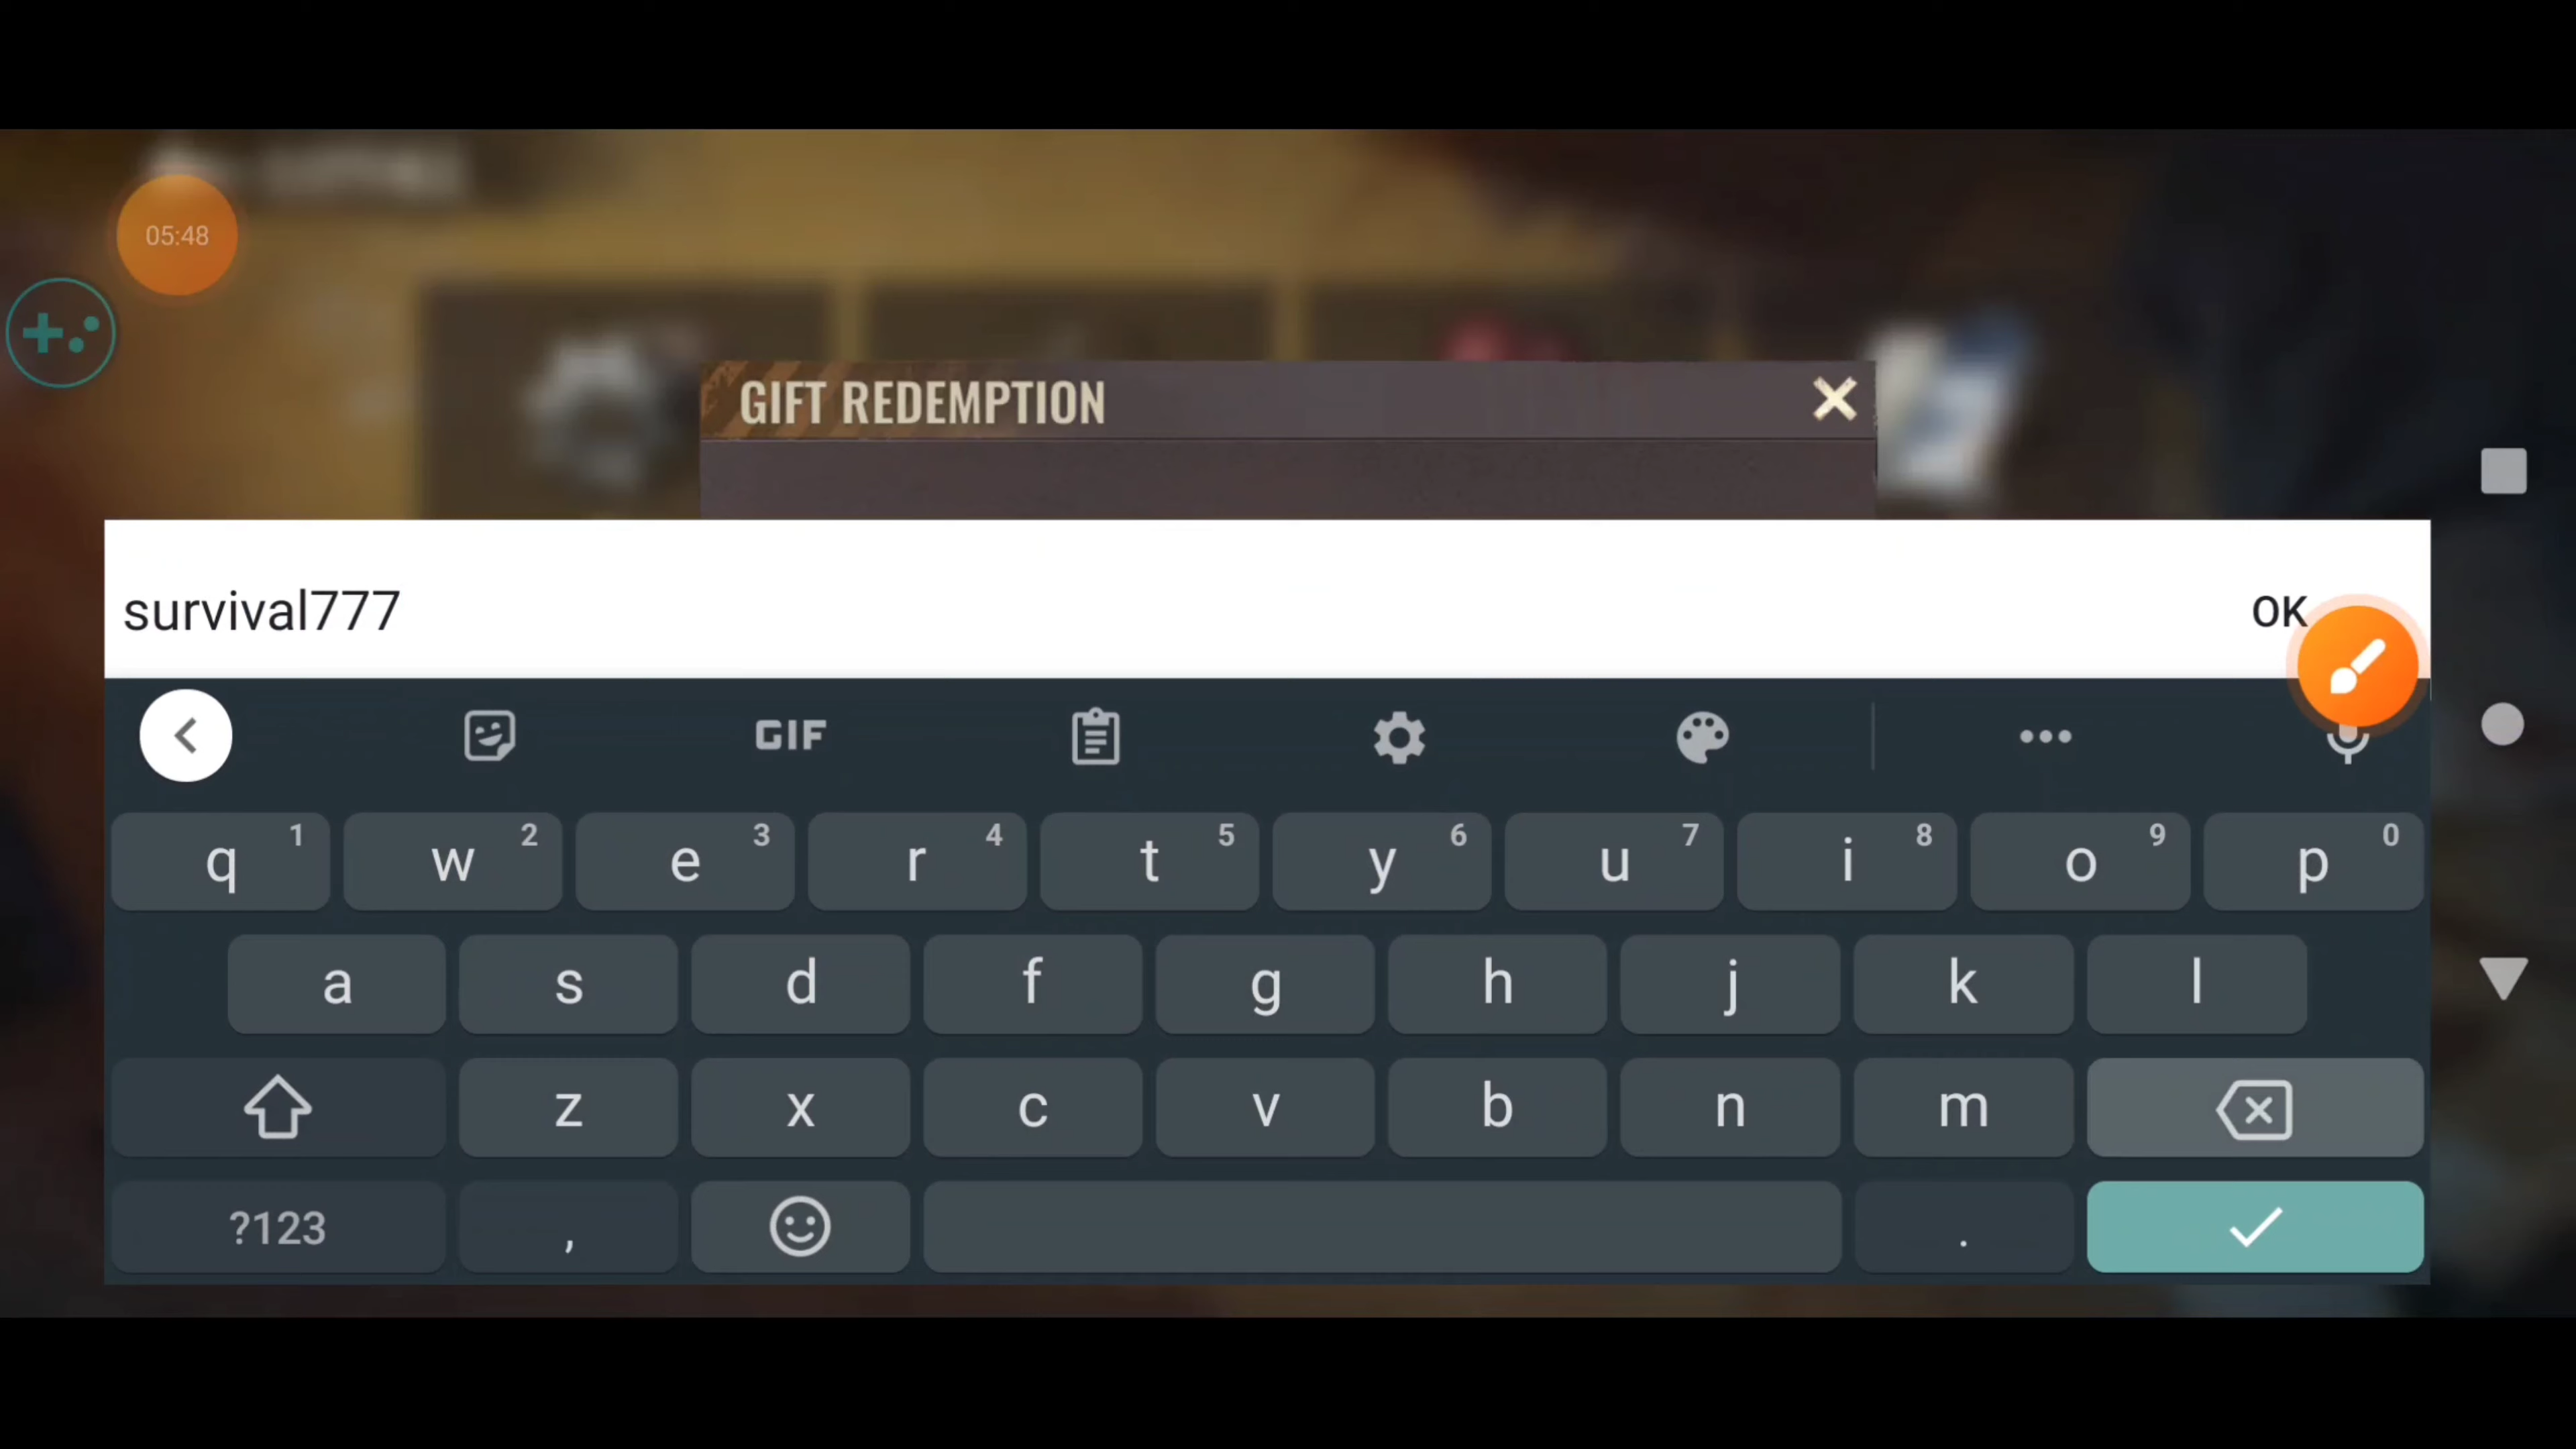 05:48
GIFT REDEMPTION
survival777
OK
GIF
q 1 w 2 e 3 r 4 t 5 y 6 u 7 i 8 o 9 p 0
a s d f g h j k l
z x c v b n m
?123 , .